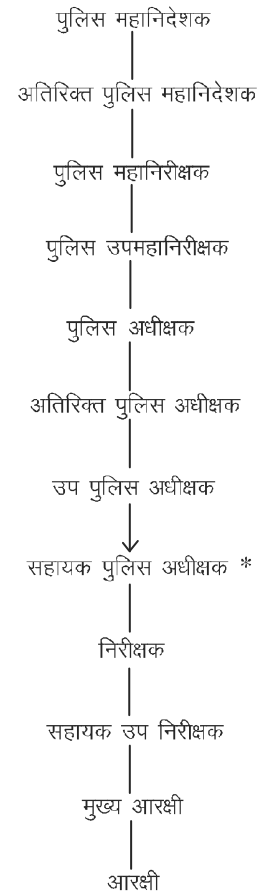 पुलिस महानिदेशक
अतिरिक्त पुलिस महानिदेशक
पुलिस महानिरीक्षक
पुलिस उपमहानिरीक्षक
पुलिस अधीक्षक
अतिरिक्त पुलिस अधीक्षक
उप पुलिस अधीक्षक
सहायक पुलिस अधीक्षक *
निरीक्षक
सहायक उप निरीक्षक
मुख्य आरक्षी
आरक्षी